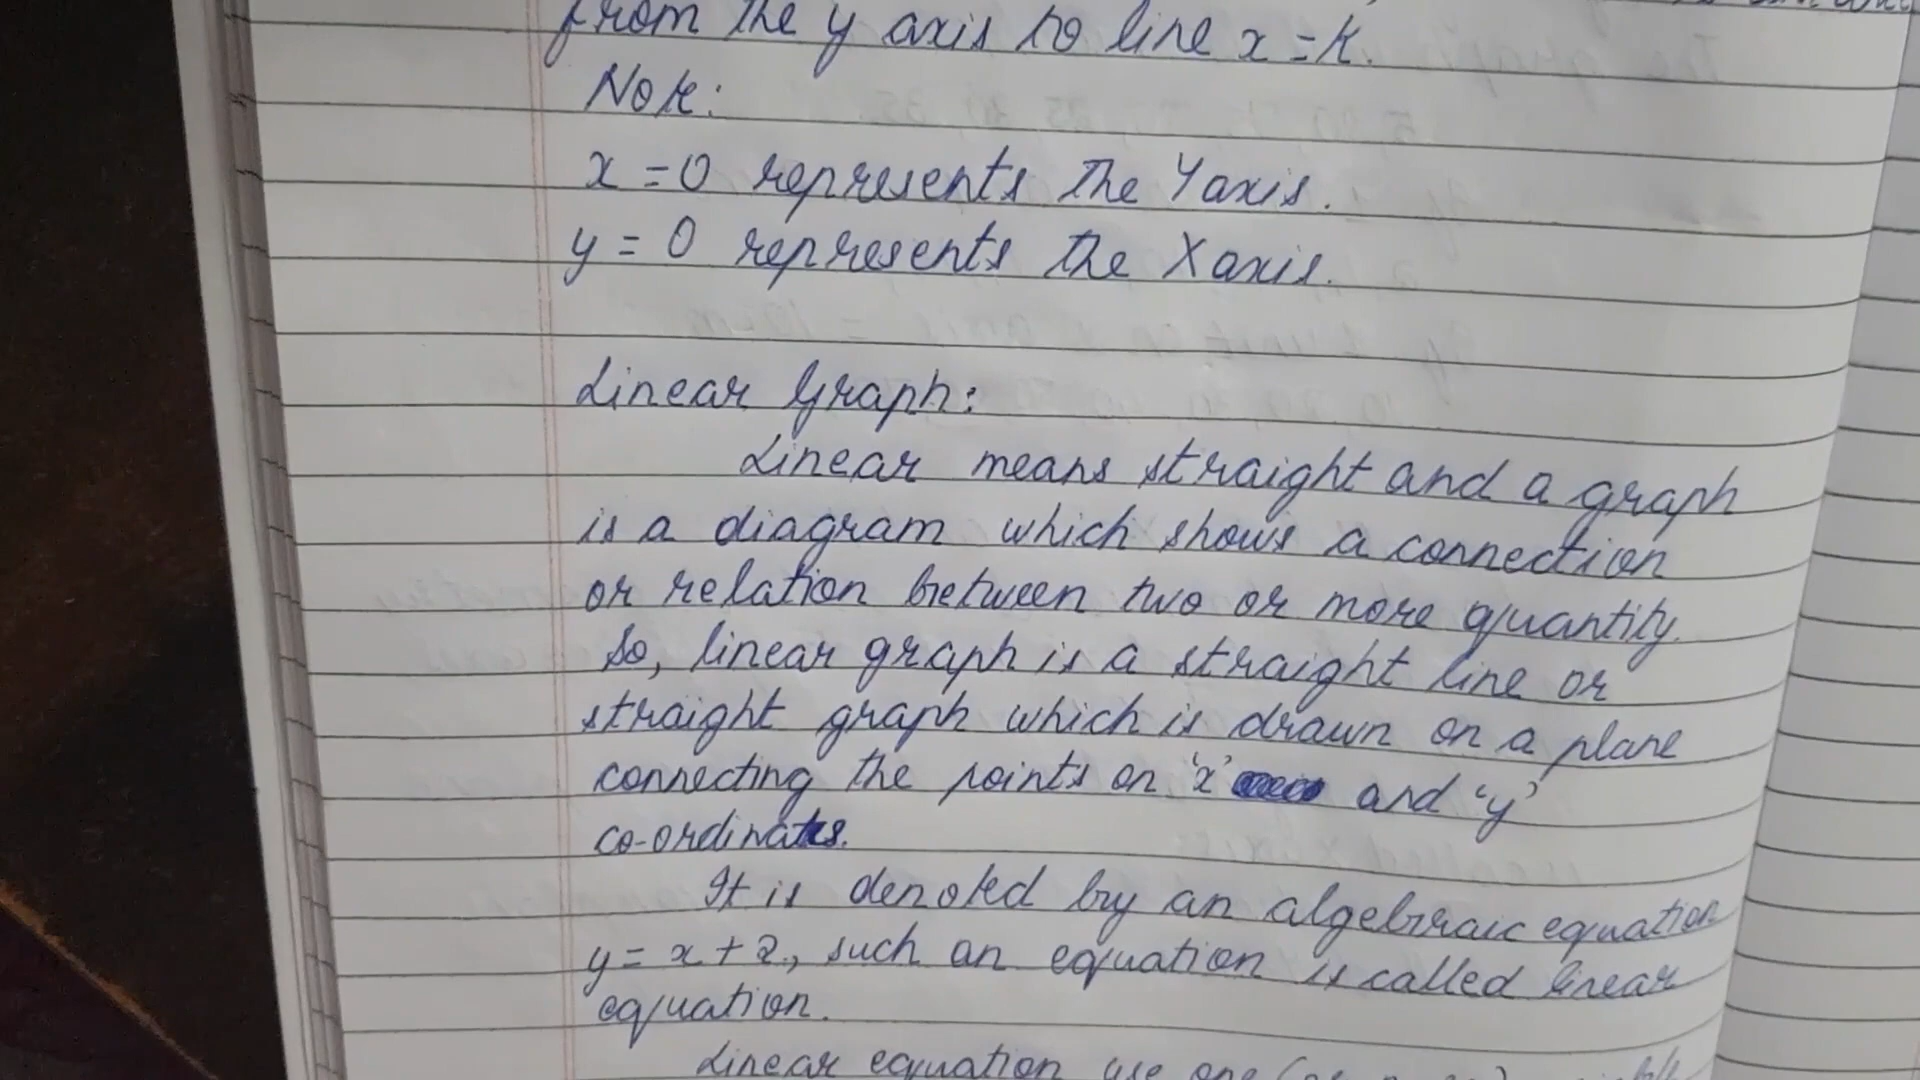 from the y axis to line x = k.
Note:
x = 0 represents the Y axis.
y = 0 represents the X axis.
Linear Graph:
Linear means straight and a graph
is a diagram which shows a connection
or relation between two or more quantity.
So, linear graph is a straight line or
straight graph which is drawn on a plane
connecting the points on 'x' and 'y'
co-ordinates.
It is denoted by an algebraic equation
y = x + 2, such an equation is called linear
equation.
Linear equation use one